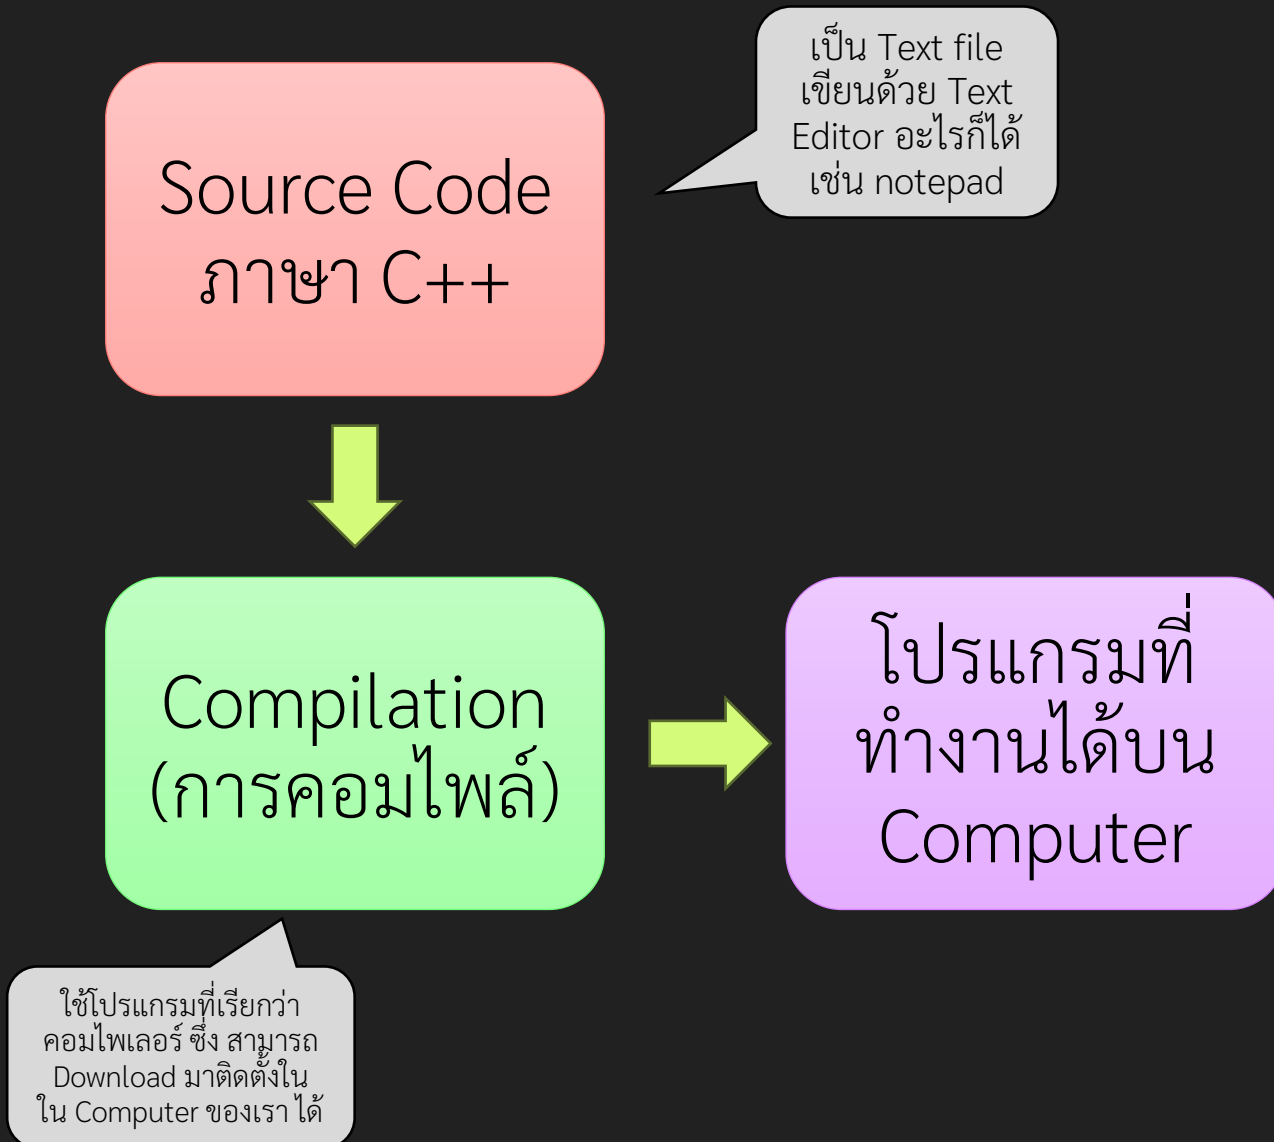 Source Code
ภาษา C++
เป็น Text file
เขียนด้วย Text
Editor อะไรก็ได้
เช่น notepad
Compilation
(การคอมไพล์)
โปรแกรมที่
ทำงานได้บน
Computer
ใช้โปรแกรมที่เรียกว่า
คอมไพเลอร์ ซึ่ง สามารถ
Download มาติดตั้งใน
ใน Computer ของเรา ได้